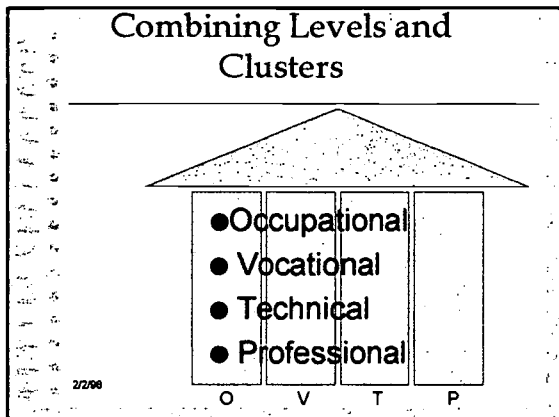 Combining Levels and
Clusters
●Occupational
● Vocational
● Technical
● Professional
2/2/98
O V T P